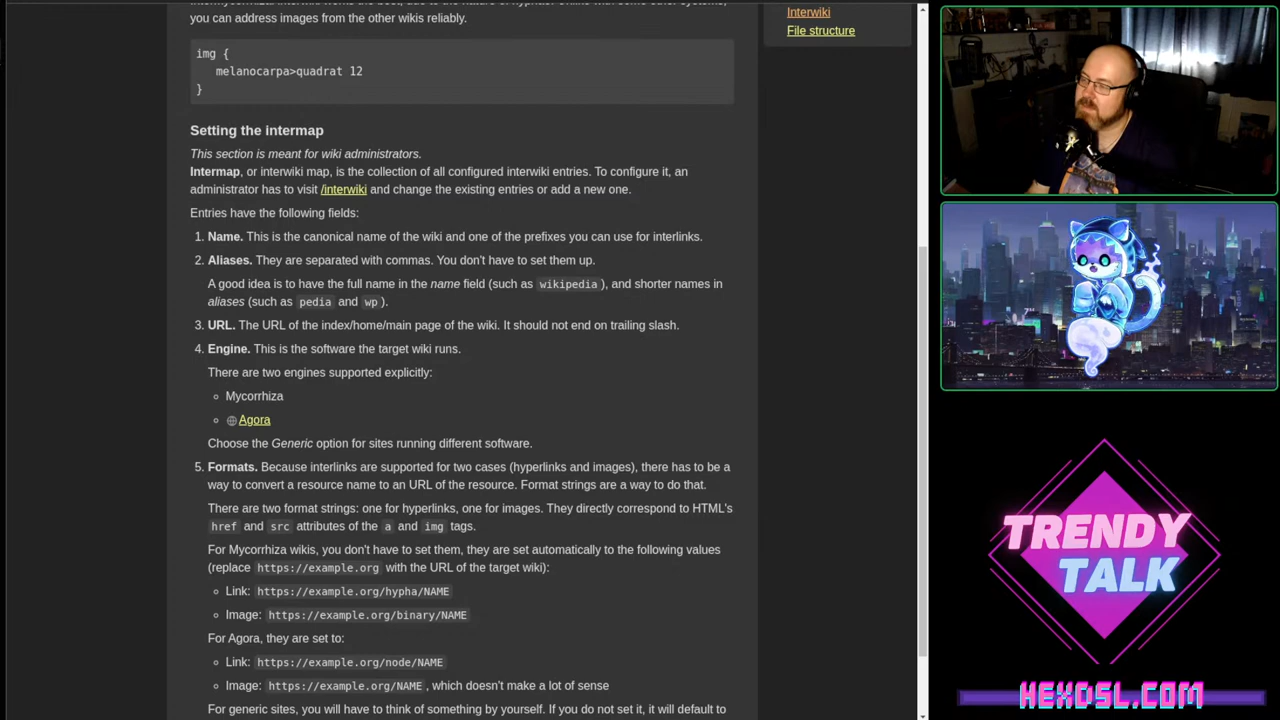 you can address images from the other wikis reliably.
img {
melanocarpa>quadrat 12
}
Setting the intermap
This section is meant for wiki administrators.
Intermap, or interwiki map, is the collection of all configured interwiki entries. To configure it, an
administrator has to visit /interwiki and change the existing entries or add a new one.
Entries have the following fields:
1. Name. This is the canonical name of the wiki and one of the prefixes you can use for interlinks.
2. Aliases. They are separated with commas. You don't have to set them up.
A good idea is to have the full name in the name field (such as wikipedia), and shorter names in
aliases (such as pedia and wp).
3. URL. The URL of the index/home/main page of the wiki. It should not end on trailing slash.
4. Engine. This is the software the target wiki runs.
There are two engines supported explicitly:
Mycorrhiza
Agora
Choose the Generic option for sites running different software.
5. Formats. Because interlinks are supported for two cases (hyperlinks and images), there has to be a
way to convert a resource name to an URL of the resource. Format strings are a way to do that.
There are two format strings: one for hyperlinks, one for images. They directly correspond to HTML's
href and src attributes of the a and img tags.
For Mycorrhiza wikis, you don't have to set them, they are set automatically to the following values
(replace https://example.org with the URL of the target wiki):
Link: https://example.org/hypha/NAME
Image: https://example.org/binary/NAME
For Agora, they are set to:
Link: https://example.org/node/NAME
Image: https://example.org/NAME, which doesn't make a lot of sense
For generic sites, you will have to think of something by yourself. If you do not set it, it will default to
Interwiki
File structure
TRENDY
TALK
HEXDSL.COM